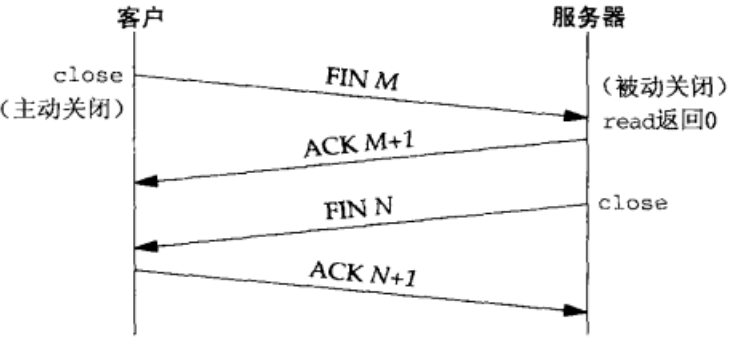 客户
服务器
close
FIN M
(被动关闭)
(主动关闭)
read返回0
ACK M+1
FIN N
close
ACK N+1